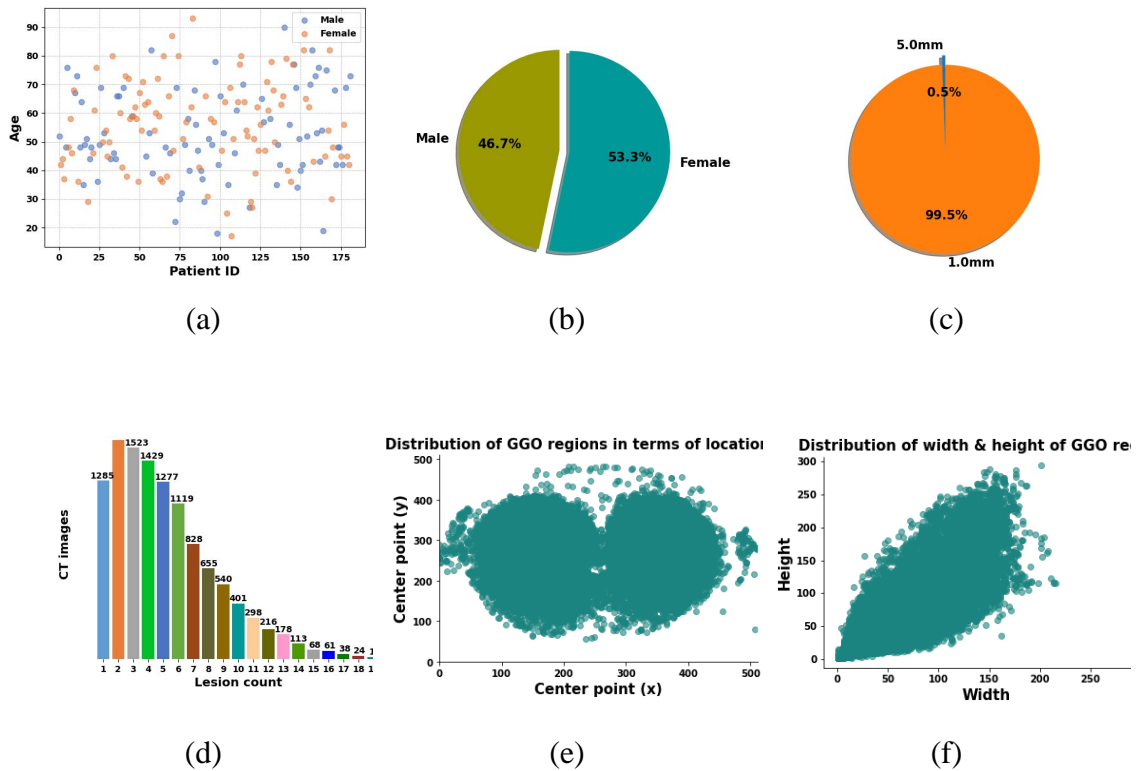 Male
Female
90
80
70
60
50
40
30
20
Age
0
25
50
75
100
125
150
175
Patient ID
(a)
Male
46.7%
53.3%
Female
(b)
5.0mm
0.5%
99.5%
1.0mm
(c)
1285
1523
1429
1277
1119
828
655
540
401
298
216
178
113
68
61
38
24
1
CT images
1 2 3 4 5 6 7 8 9 10 11 12 13 14 15 16 17 18 1
Lesion count
(d)
Distribution of GGO regions in terms of location
500
400
300
200
100
0
Center point (y)
0 100 200 300 400 500
Center point (x)
(e)
Distribution of width & height of GGO re
300
250
200
150
100
50
0
Height
0 50 100 150 200 250
Width
(f)